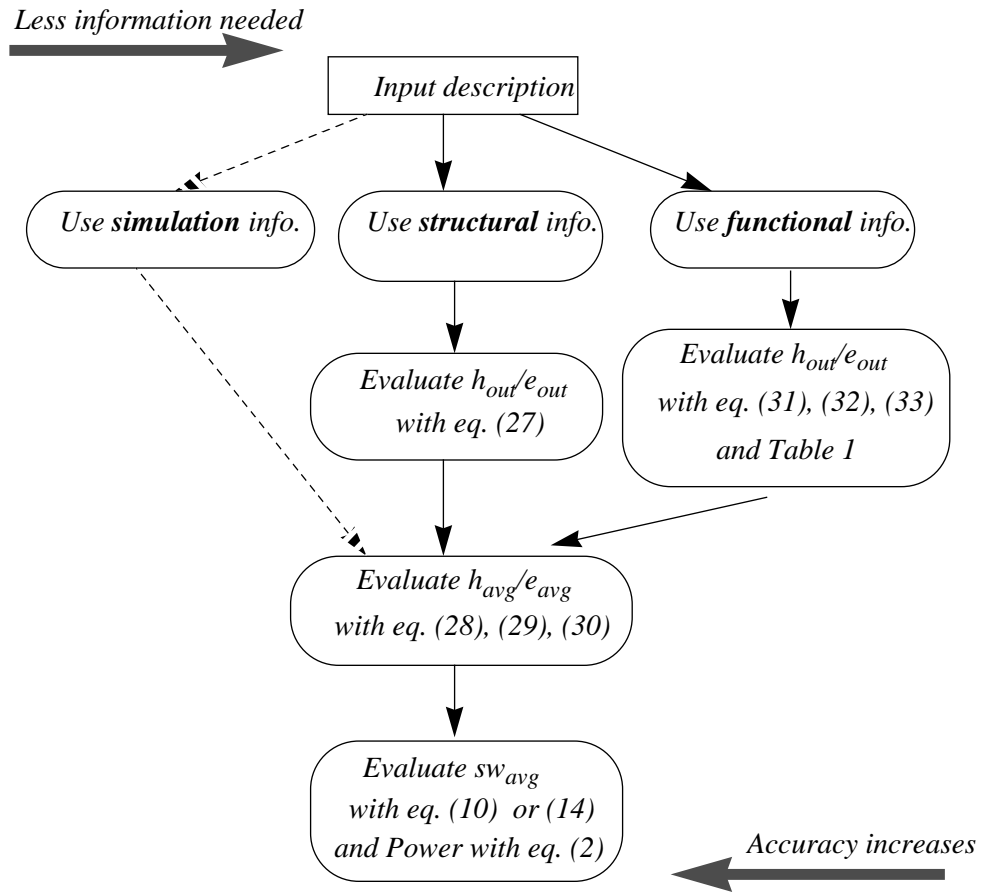 Less information needed
Input description
Use simulation info.
Use structural info.
Use functional info.
Evaluate h_out/e_out
with eq. (27)
Evaluate h_out/e_out
with eq. (31), (32), (33)
and Table 1
Evaluate h_avg/e_avg
with eq. (28), (29), (30)
Evaluate sw_avg
with eq. (10) or (14)
and Power with eq. (2)
Accuracy increases